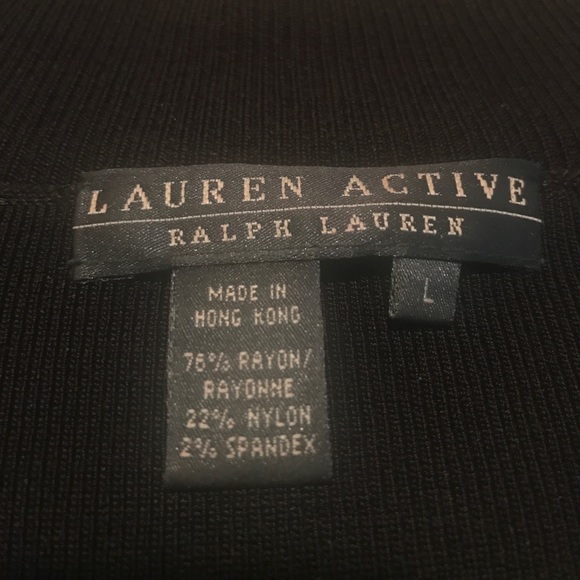 LAUREN ACTIVE
RALPH LAUREN
L
MADE IN
HONG KONG
76% RAYON/
RAYONNE
22% NYLON
2% SPANDEX